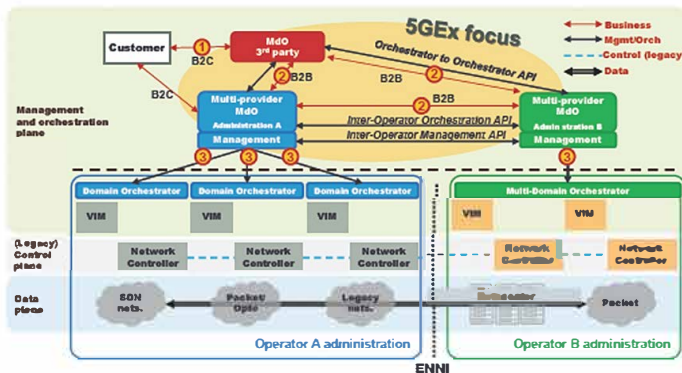 5GEx focus
Business
Mgmt/Orch
Control (legacy)
Data
Customer
1
B2C
MdO
3rd party
Orchestrator to Orchestrator API
2
B2B
2
B2B
B2C
Multi-provider
MdO
Administration A
Management
2
B2B
Inter-Operator Orchestration API
Inter-Operator Management API
Multi-provider
MdO
Management
Management
and orchestration
plane
3
3
3
3
Domain Orchestrator
Domain Orchestrator
Domain Orchestrator
Multi-Domain Orchestrator
VIM
VIM
VIM
VIM
VIM
(Legacy)
Control
plane
Network
Controller
Network
Controller
Network
Controller
Network
Controller
Network
Controller
Data
plane
SDN
nets.
Packet/
Opto
Legacy
nets.
Packet
Operator A administration
Operator B administration
ENNI